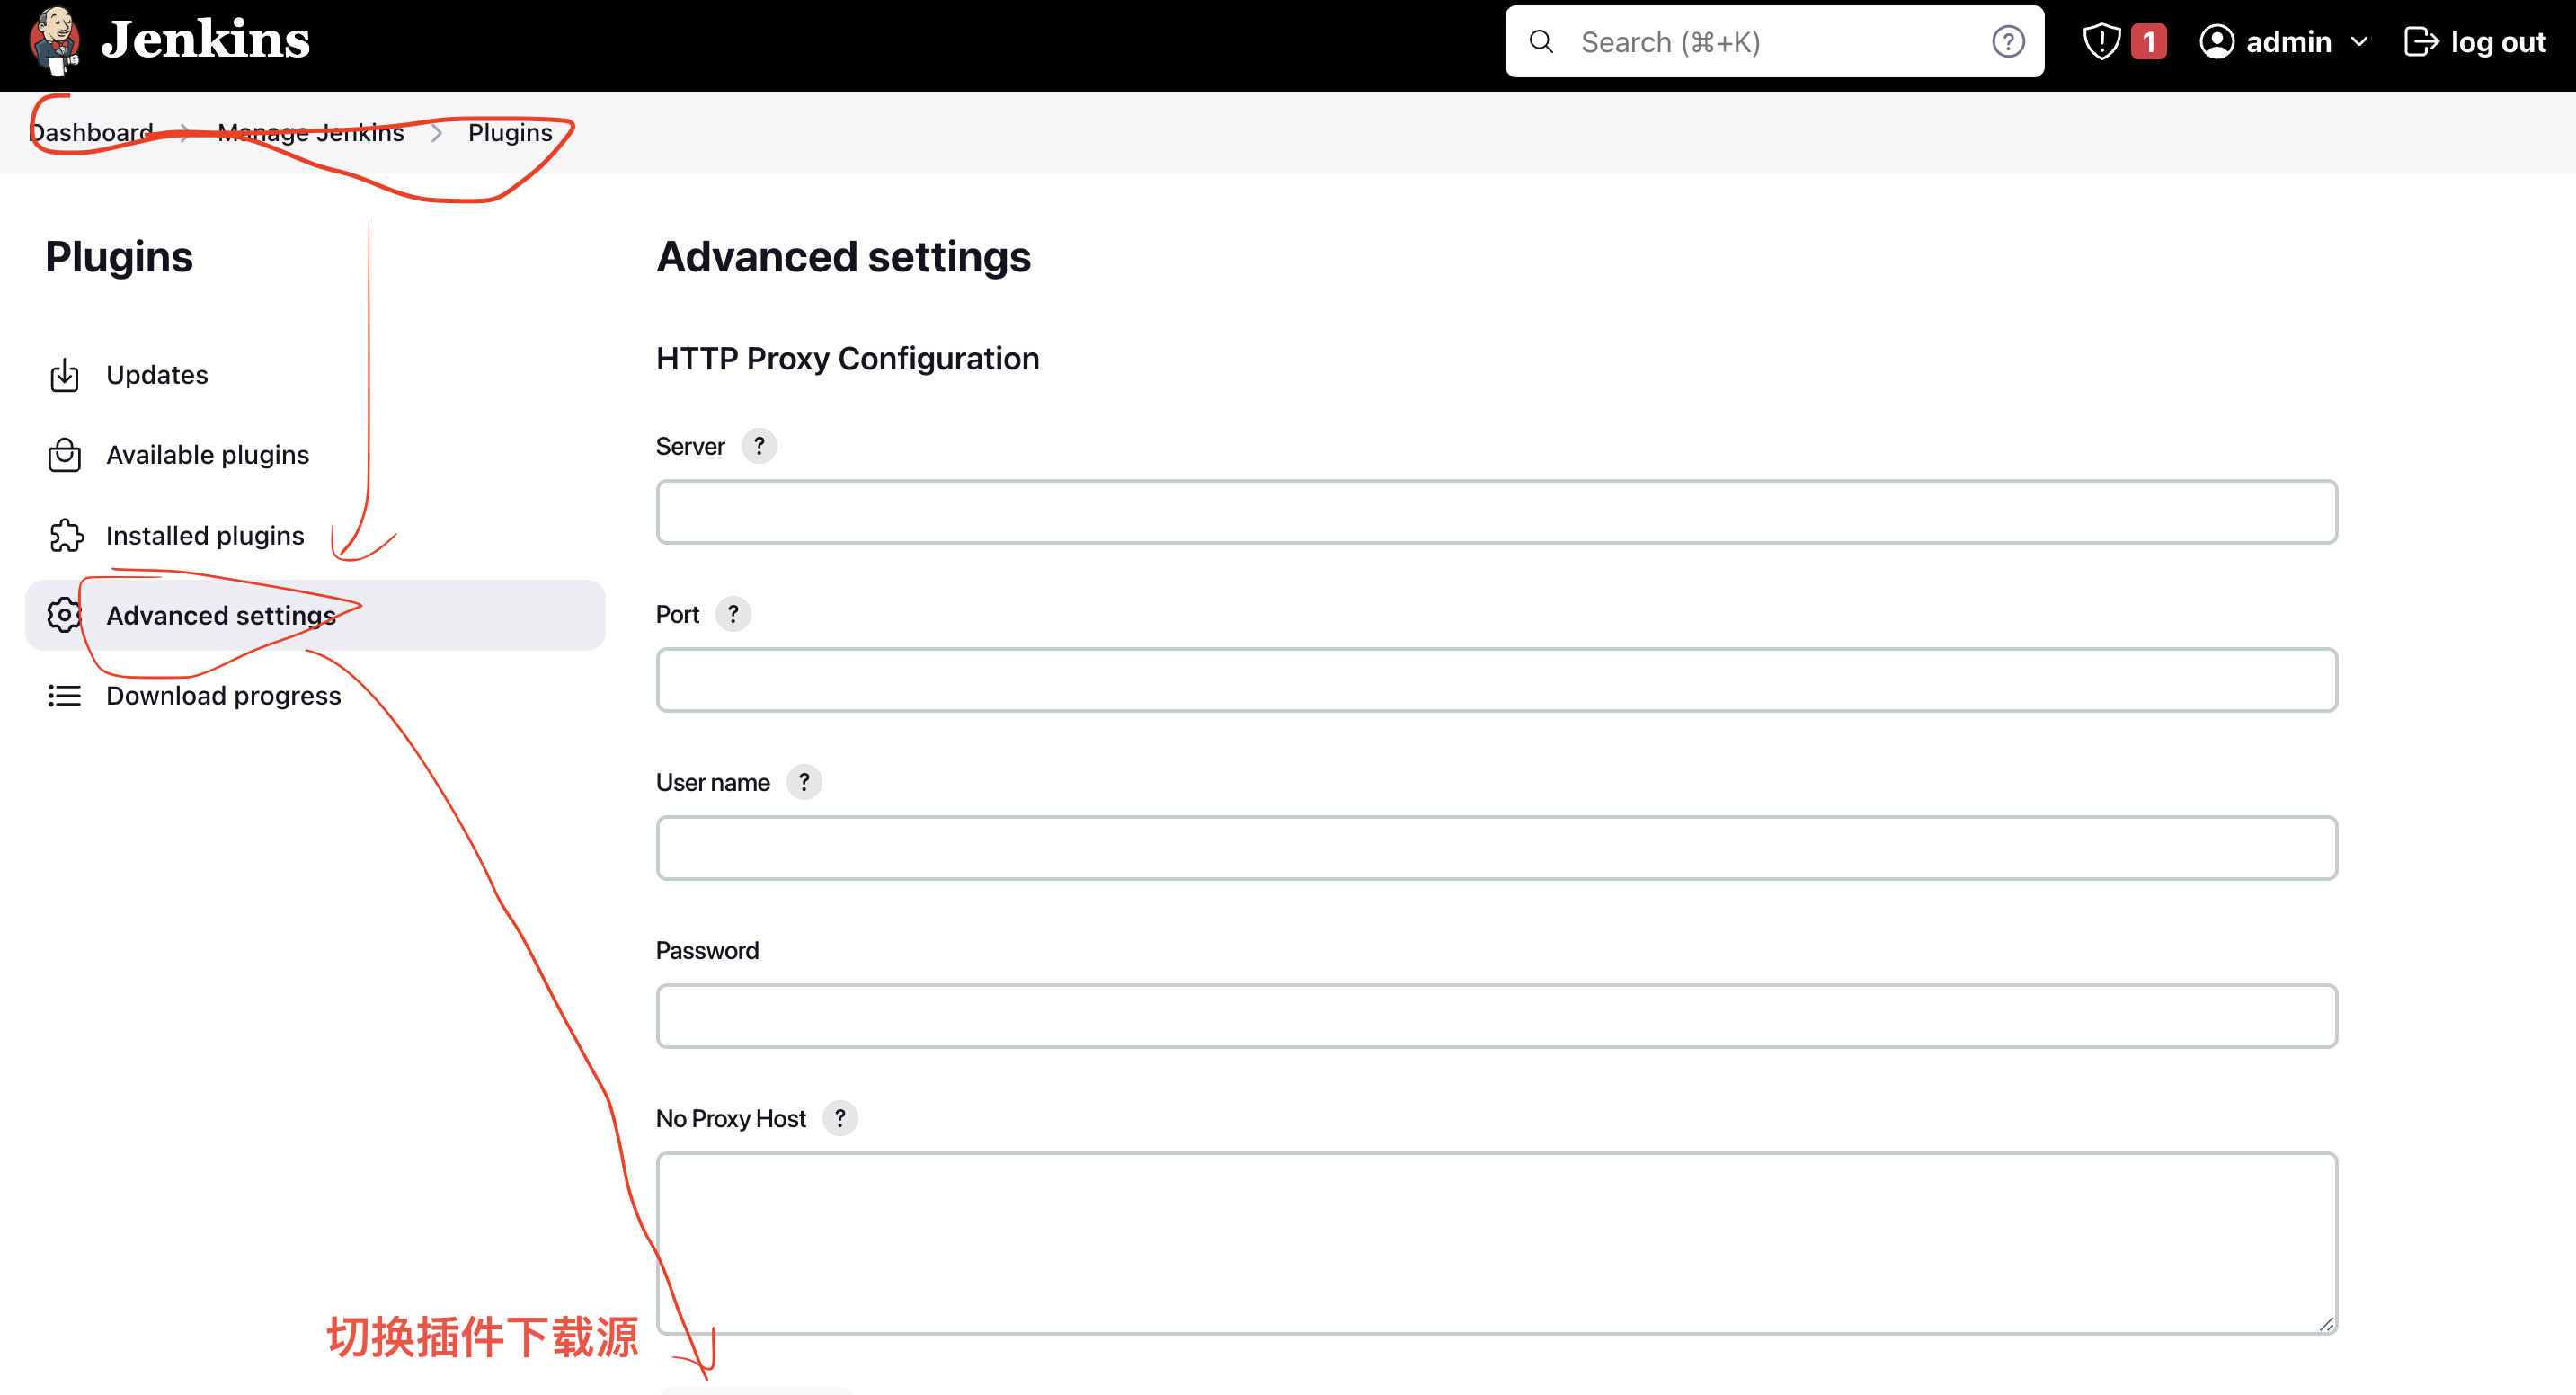 Jenkins
Search (⌘+K)
?
1
admin
log out
Dashboard
Manage Jenkins
Plugins
Plugins
Updates
Available plugins
Installed plugins
Advanced settings
Download progress
Advanced settings
HTTP Proxy Configuration
Server ?
Port ?
User name ?
Password
No Proxy Host ?
切换插件下载源